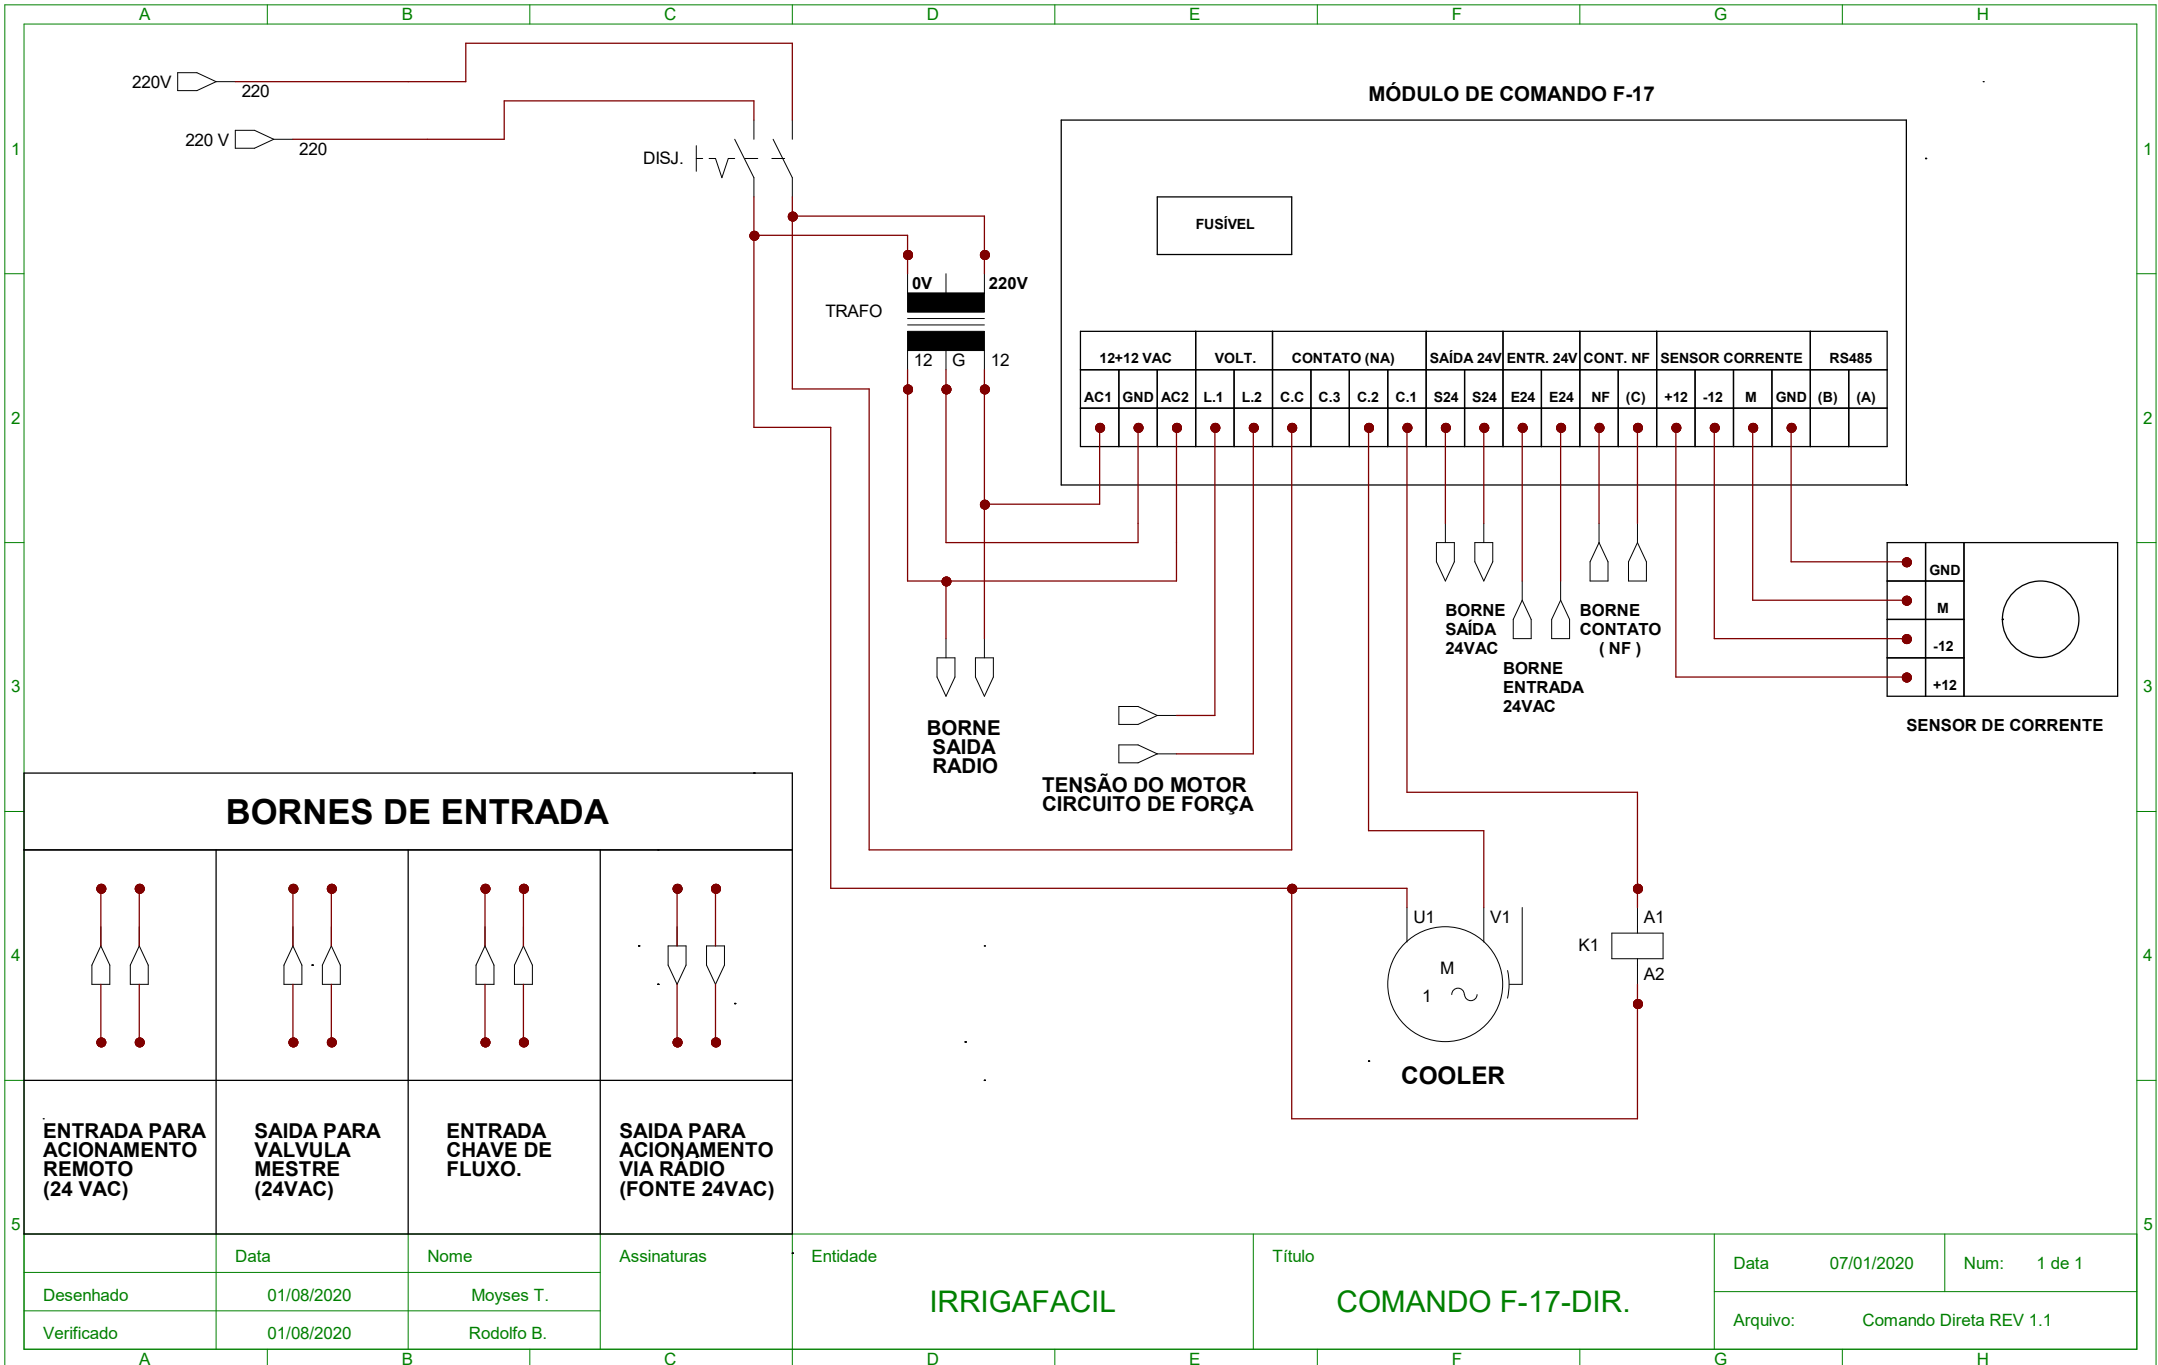 A B C D E F G H
220V
220
220 V
220
1
1
DISJ.
MÓDULO DE COMANDO F-17
FUSÍVEL
0V 220V
TRAFO
12 G 12
12+12 VAC VOLT. CONTATO (NA) SAÍDA 24V ENTR. 24V CONT. NF SENSOR CORRENTE RS485
AC1 GND AC2 L.1 L.2 C.C C.3 C.2 C.1 S24 S24 E24 E24 NF (C) +12 -12 M GND (B) (A)
2
2
GND
M
-12
+12
SENSOR DE CORRENTE
BORNE
SAÍDA
24VAC
BORNE
CONTATO
( NF )
BORNE
ENTRADA
24VAC
3
3
BORNE
SAIDA
RADIO
TENSÃO DO MOTOR
CIRCUITO DE FORÇA
BORNES DE ENTRADA
U1 V1
M
1
COOLER
A1
K1
A2
4
4
ENTRADA PARA
ACIONAMENTO
REMOTO
(24 VAC)
SAIDA PARA
VALVULA
MESTRE
(24VAC)
ENTRADA
CHAVE DE
FLUXO.
SAIDA PARA
ACIONAMENTO
VIA RÁDIO
(FONTE 24VAC)
5
5
Data Nome Assinaturas
Desenhado 01/08/2020 Moyses T.
Verificado 01/08/2020 Rodolfo B.
Entidade
IRRIGAFACIL
Título
COMANDO F-17-DIR.
Data 07/01/2020 Num: 1 de 1
Arquivo: Comando Direta REV 1.1
A B C D E F G H